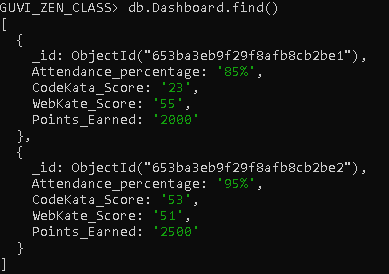 GUVI_ZEN_CLASS> db.Dashboard.find()
[
  {
    _id: ObjectId("653ba3eb9f29f8afb8cb2be1"),
    Attendance_percentage: '85%',
    CodeKata_Score: '23',
    WebKate_Score: '55',
    Points_Earned: '2000'
  },
  {
    _id: ObjectId("653ba3eb9f29f8afb8cb2be2"),
    Attendance_percentage: '95%',
    CodeKata_Score: '53',
    WebKate_Score: '51',
    Points_Earned: '2500'
  }
]